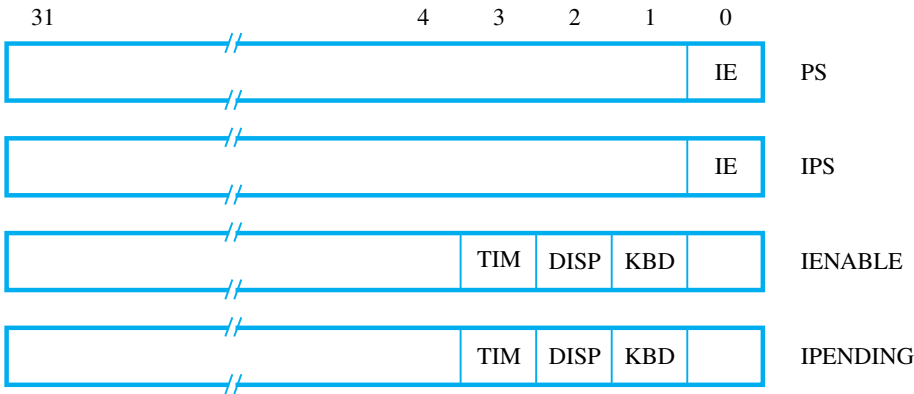 31 4 3 2 1 0
IE PS
IE IPS
TIM DISP KBD IENABLE
TIM DISP KBD IPENDING